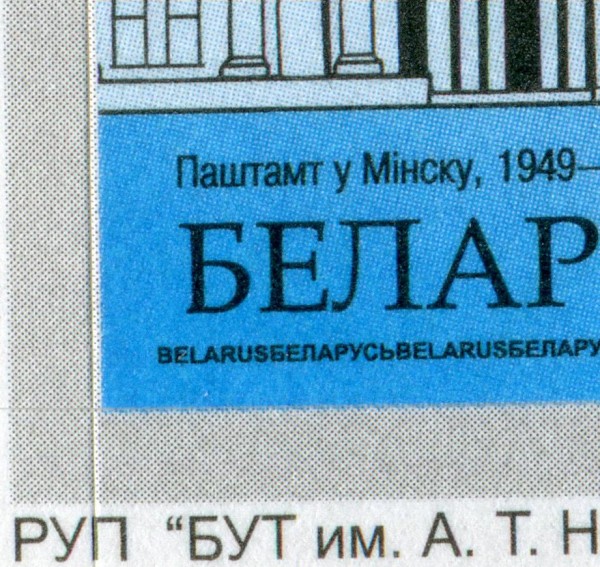 Паштамт у Мінску, 1949—
БЕЛАР
BELARUSБЕЛАРУСЬBELARUSБЕЛАРУ
РУП “БУТ им. А. Т. Н